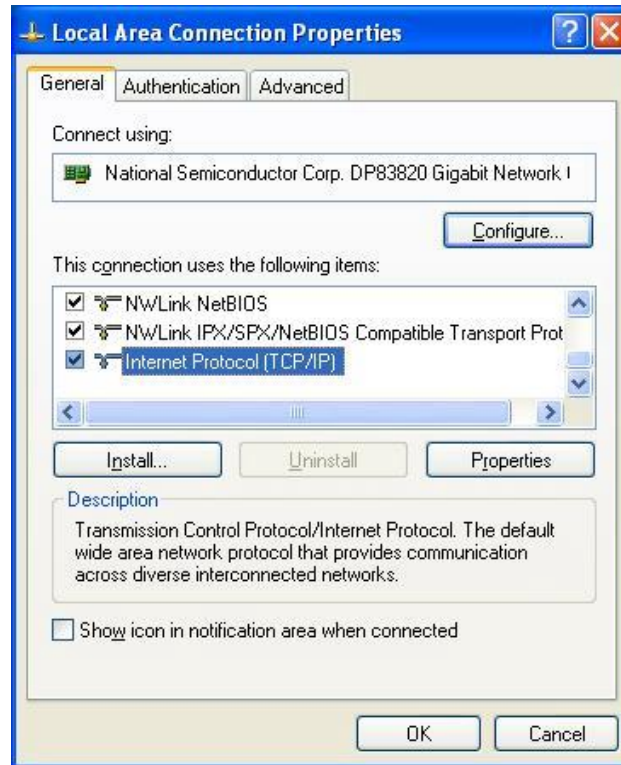 Local Area Connection Properties
General
Authentication
Advanced
Connect using:
National Semiconductor Corp. DP83820 Gigabit Network I
Configure...
This connection uses the following items:
NWLink NetBIOS
NWLink IPX/SPX/NetBIOS Compatible Transport Prot
Internet Protocol (TCP/IP)
Install...
Uninstall
Properties
Description
Transmission Control Protocol/Internet Protocol. The default
wide area network protocol that provides communication
across diverse interconnected networks.
Show icon in notification area when connected
OK
Cancel